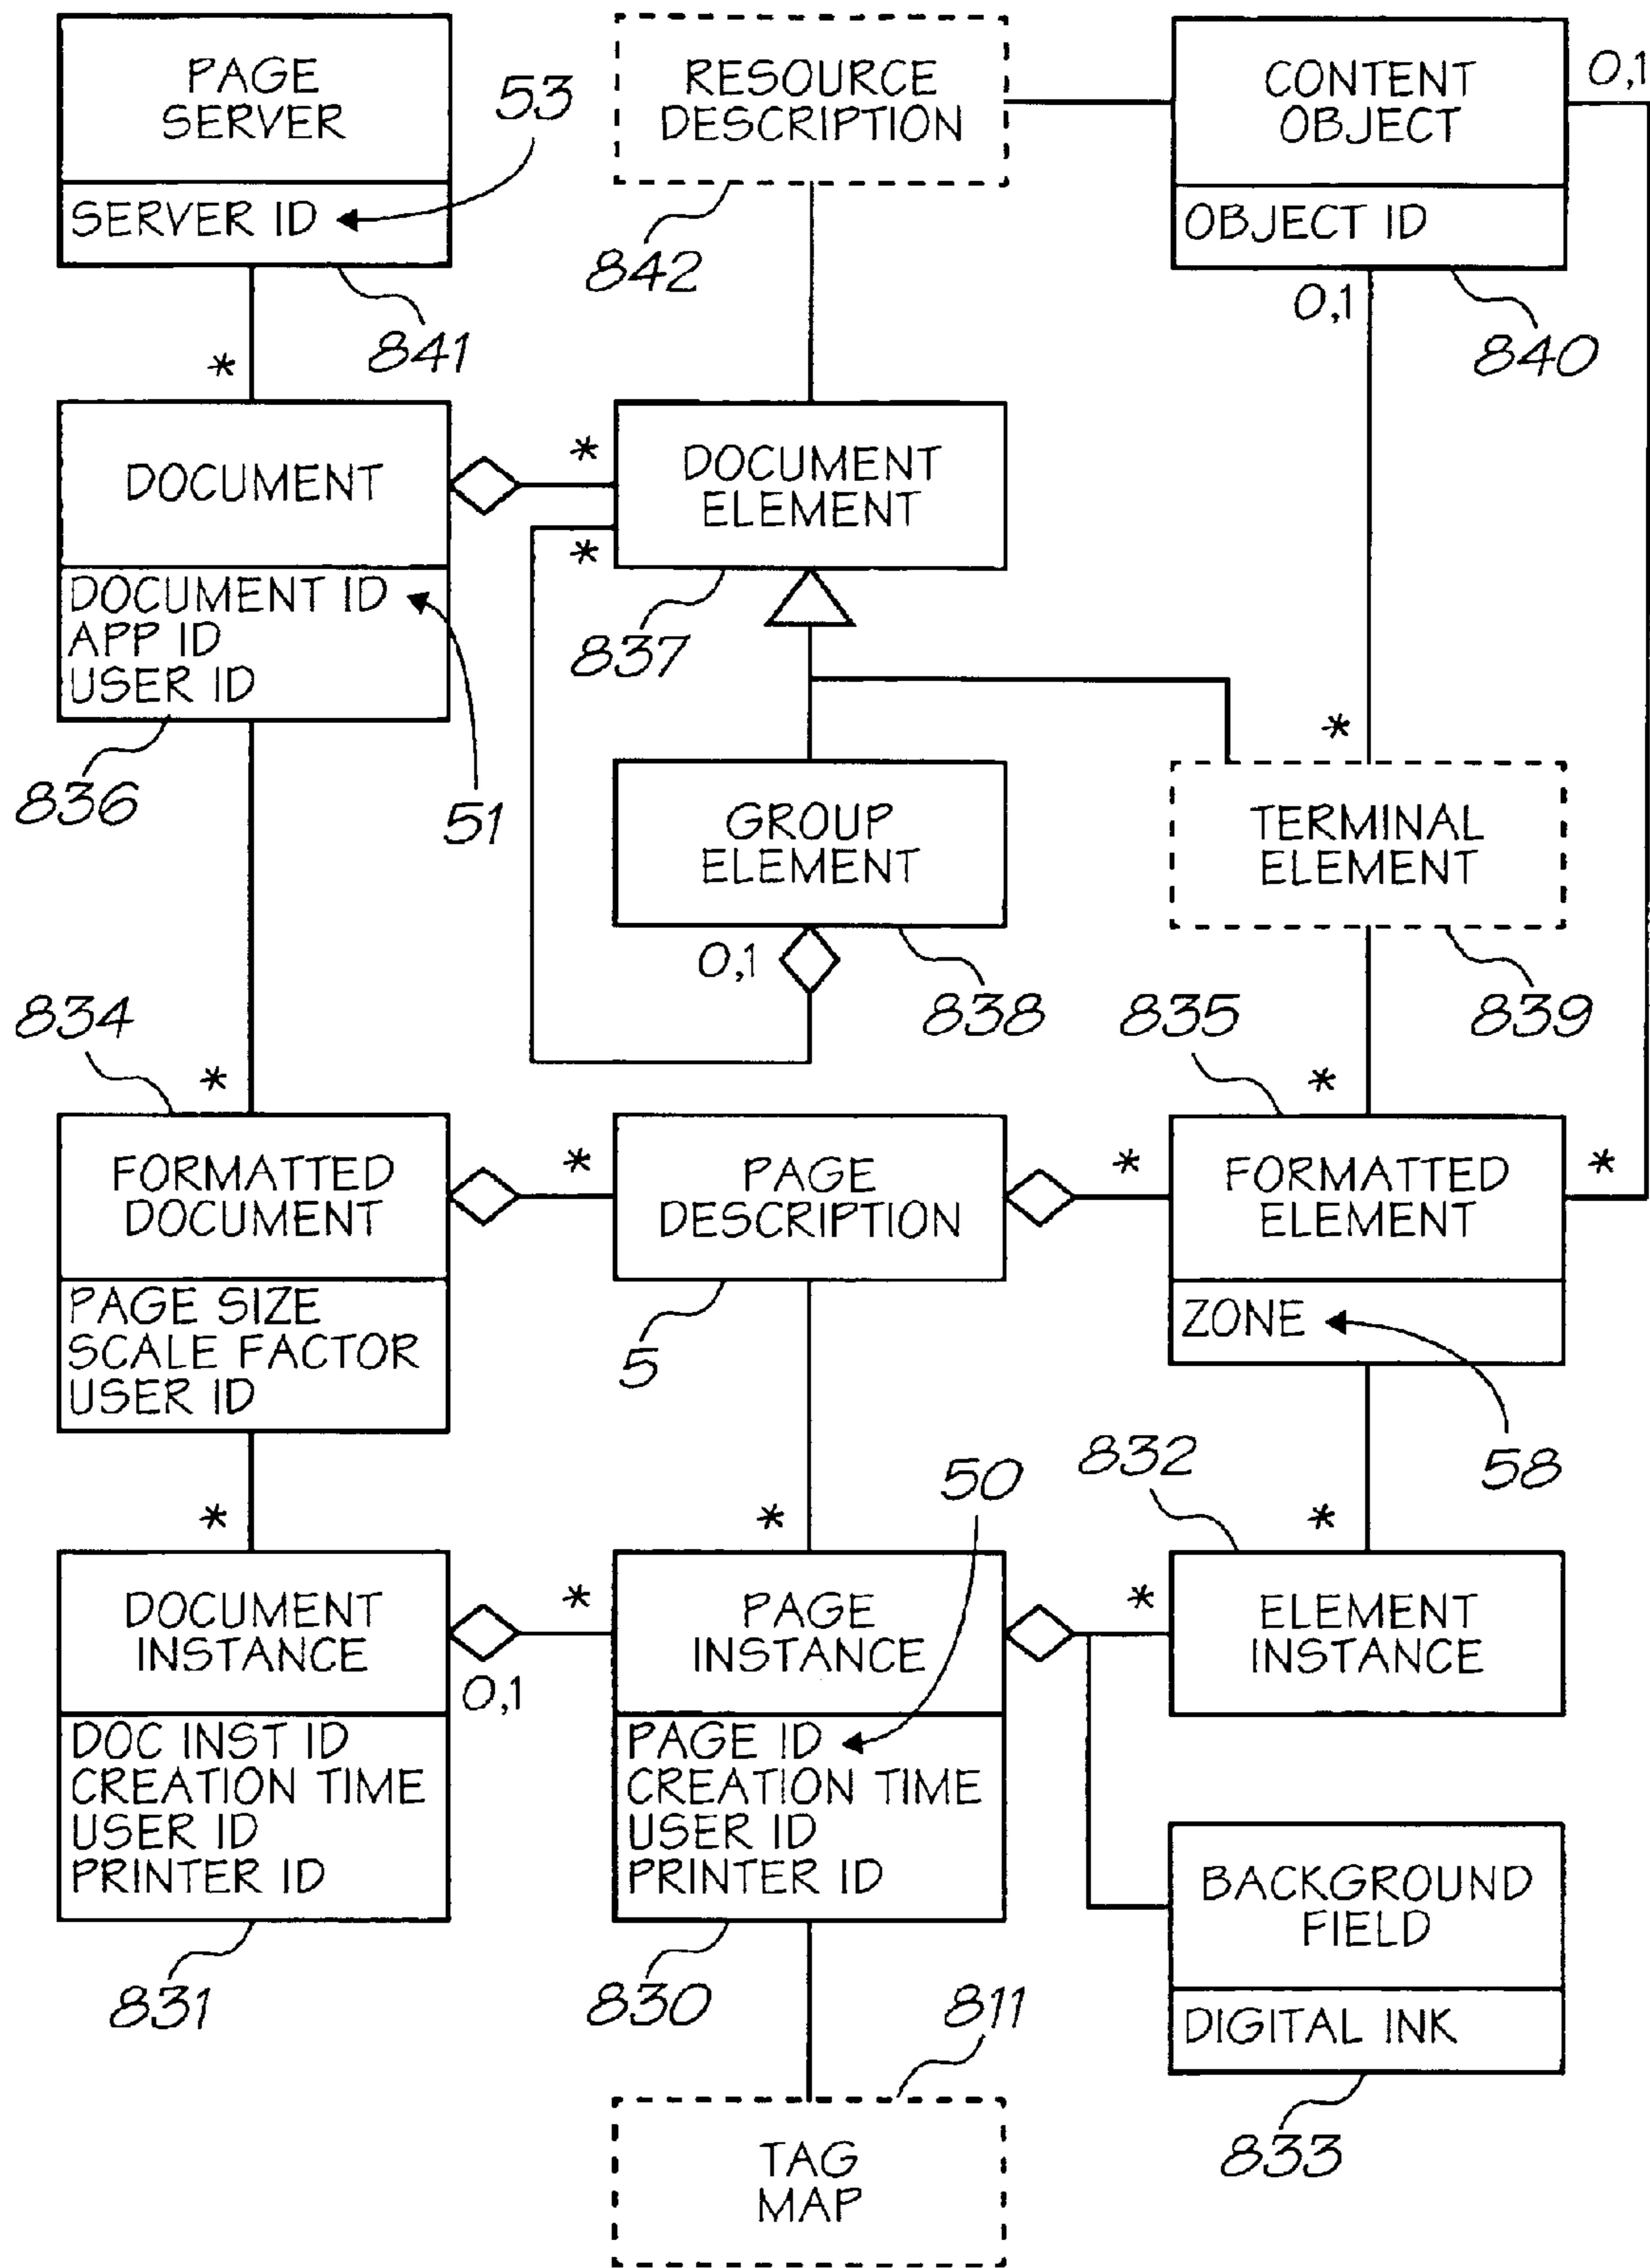 PAGE
SERVER
SERVER ID
53
841
RESOURCE
DESCRIPTION
842
CONTENT
OBJECT
OBJECT ID
0,1
0,1
840
*
DOCUMENT
DOCUMENT ID
APP ID
USER ID
836
51
*
*
DOCUMENT
ELEMENT
837
GROUP
ELEMENT
0,1
838
*
TERMINAL
ELEMENT
839
834
*
FORMATTED
DOCUMENT
PAGE SIZE
SCALE FACTOR
USER ID
*
PAGE
DESCRIPTION
5
835
*
*
FORMATTED
ELEMENT
*
ZONE
58
*
DOCUMENT
INSTANCE
0,1
DOC INST ID
CREATION TIME
USER ID
PRINTER ID
831
*
*
50
PAGE
INSTANCE
PAGE ID
CREATION TIME
USER ID
PRINTER ID
830
832
*
*
ELEMENT
INSTANCE
BACKGROUND
FIELD
DIGITAL INK
833
811
TAG
MAP